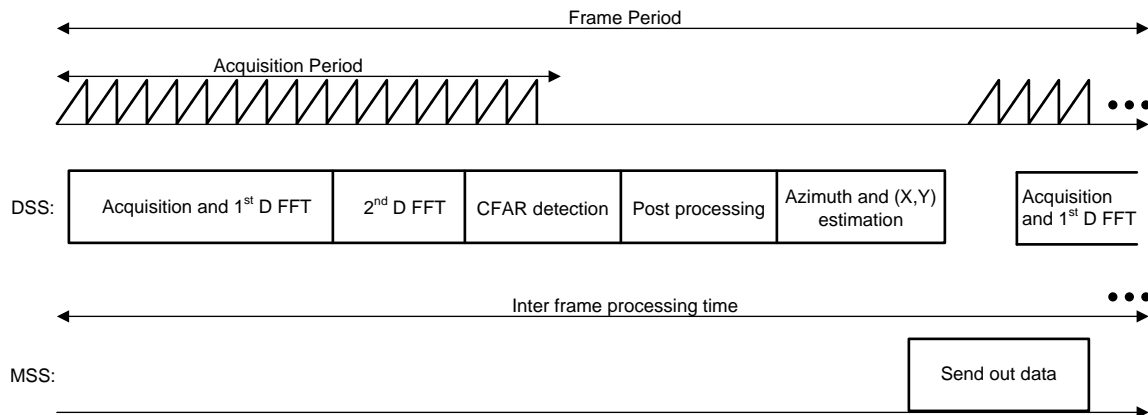 Frame Period
Acquisition Period
DSS:
Acquisition and 1st D FFT
2nd D FFT
CFAR detection
Post processing
Azimuth and (X,Y)
estimation
Acquisition
and 1st D FFT
Inter frame processing time
MSS:
Send out data